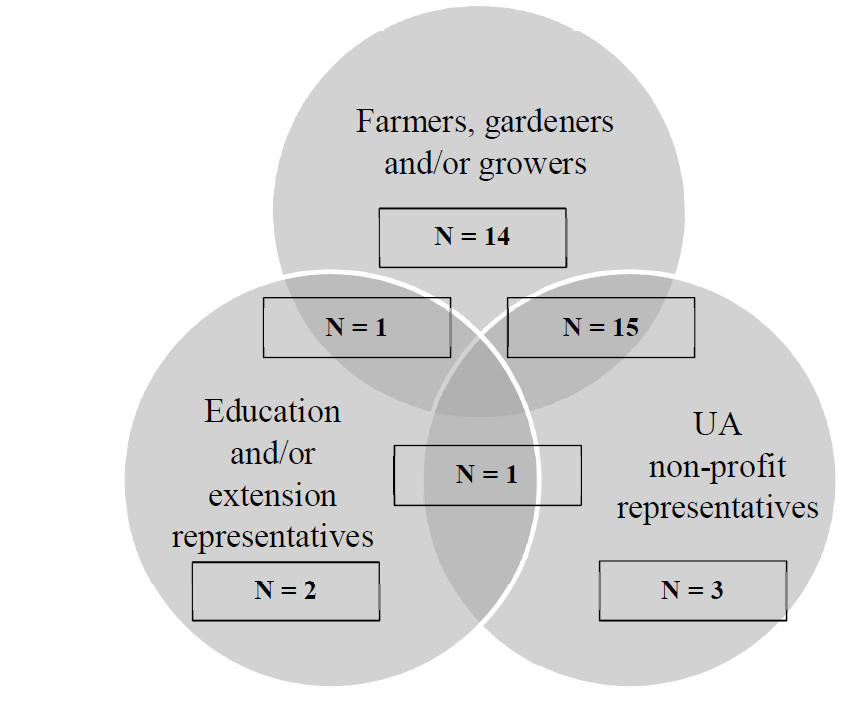 Farmers, gardeners
and/or growers
N = 14
N = 1
N = 15
Education
and/or
extension
representatives
N = 2
N = 1
UA
non-profit
representatives
N = 3